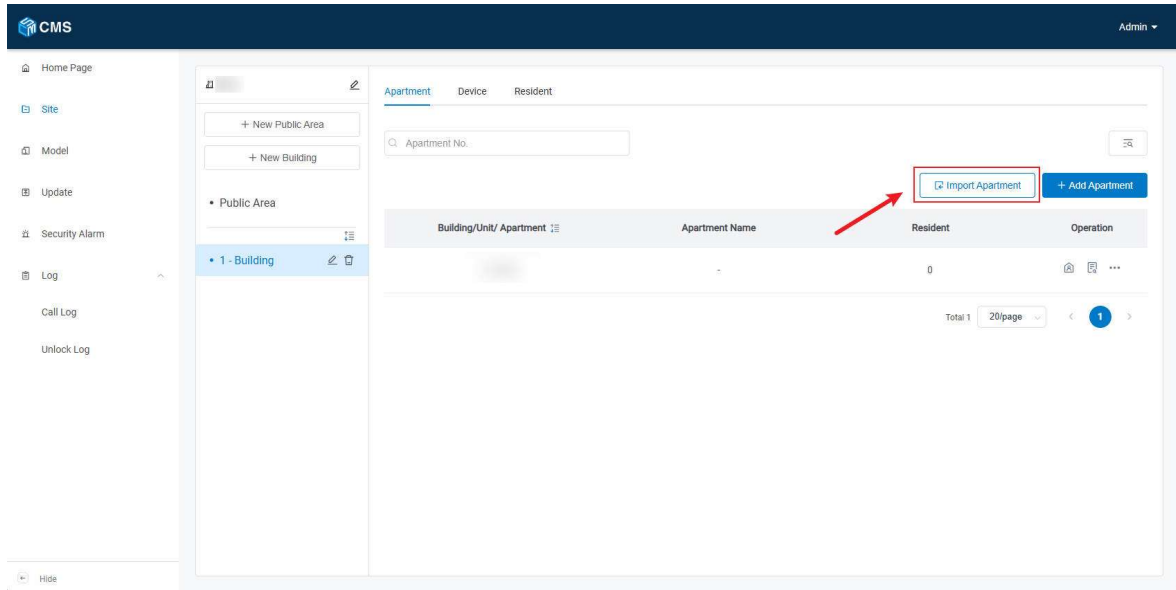 CMS
Admin
Home Page
Site
Model
Update
Security Alarm
Log
Call Log
Unlock Log
Hide
+ New Public Area
+ New Building
• Public Area
• 1 - Building
Apartment Device Resident
Apartment No.
Import Apartment + Add Apartment
Building/Unit/ Apartment Apartment Name Resident Operation
- 0 •••
Total 1 20/page < 1 >